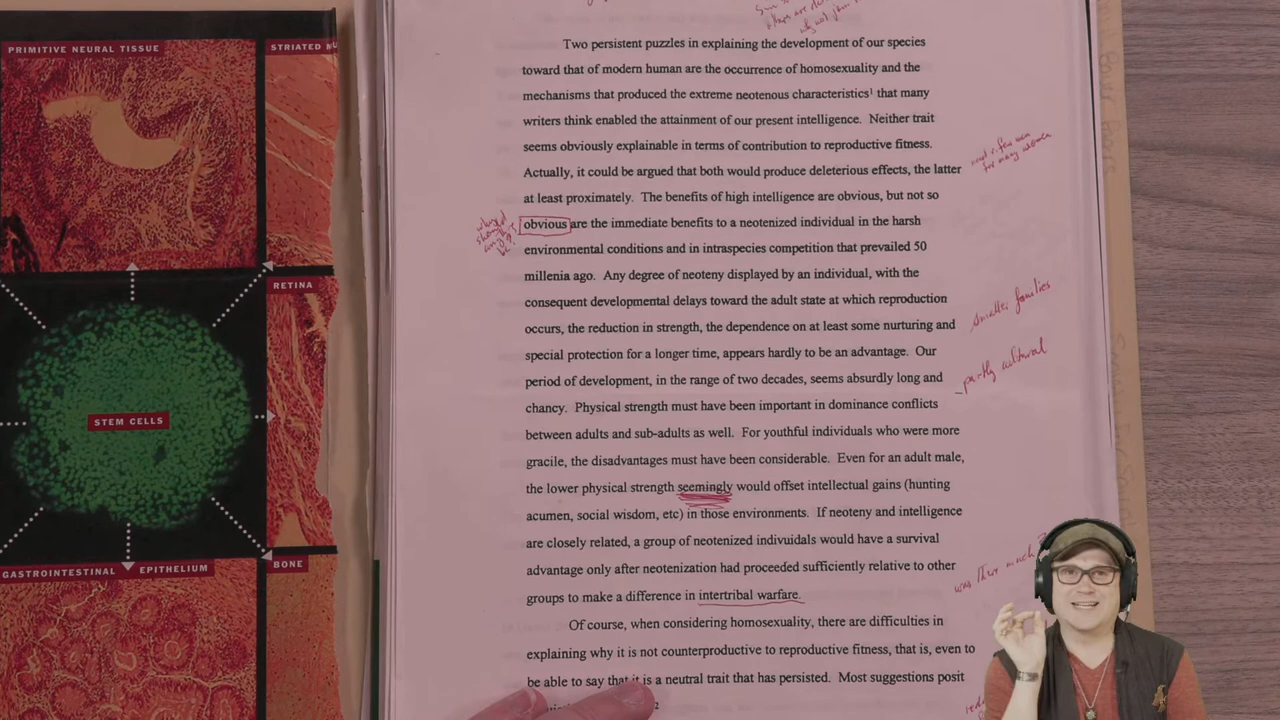 PRIMITIVE NEURAL TISSUE
STRIATED
RETINA
STEM CELLS
GASTROINTESTINAL EPITHELIUM
BONE
Two persistent puzzles in explaining the development of our species
toward that of modern human are the occurrence of homosexuality and the
mechanisms that produced the extreme neotenous characteristics¹ that many
writers think enabled the attainment of our present intelligence. Neither trait
seems obviously explainable in terms of contribution to reproductive fitness.
Actually, it could be argued that both would produce deleterious effects, the latter
at least proximately. The benefits of high intelligence are obvious, but not so
obvious are the immediate benefits to a neotenized individual in the harsh
environmental conditions and in intraspecies competition that prevailed 50
millenia ago. Any degree of neoteny displayed by an individual, with the
consequent developmental delays toward the adult state at which reproduction
occurs, the reduction in strength, the dependence on at least some nurturing and
special protection for a longer time, appears hardly to be an advantage. Our
period of development, in the range of two decades, seems absurdly long and
chancy. Physical strength must have been important in dominance conflicts
between adults and sub-adults as well. For youthful individuals who were more
gracile, the disadvantages must have been considerable. Even for an adult male,
the lower physical strength seemingly would offset intellectual gains (hunting
acumen, social wisdom, etc) in those environments. If neoteny and intelligence
are closely related, a group of neotenized indivuidals would have a survival
advantage only after neotenization had proceeded sufficiently relative to other
groups to make a difference in intertribal warfare.
Of course, when considering homosexuality, there are difficulties in
explaining why it is not counterproductive to reproductive fitness, that is, even to
be able to say that it is a neutral trait that has persisted. Most suggestions posit
few men
for many women
smaller families
partly cultural
was there much?